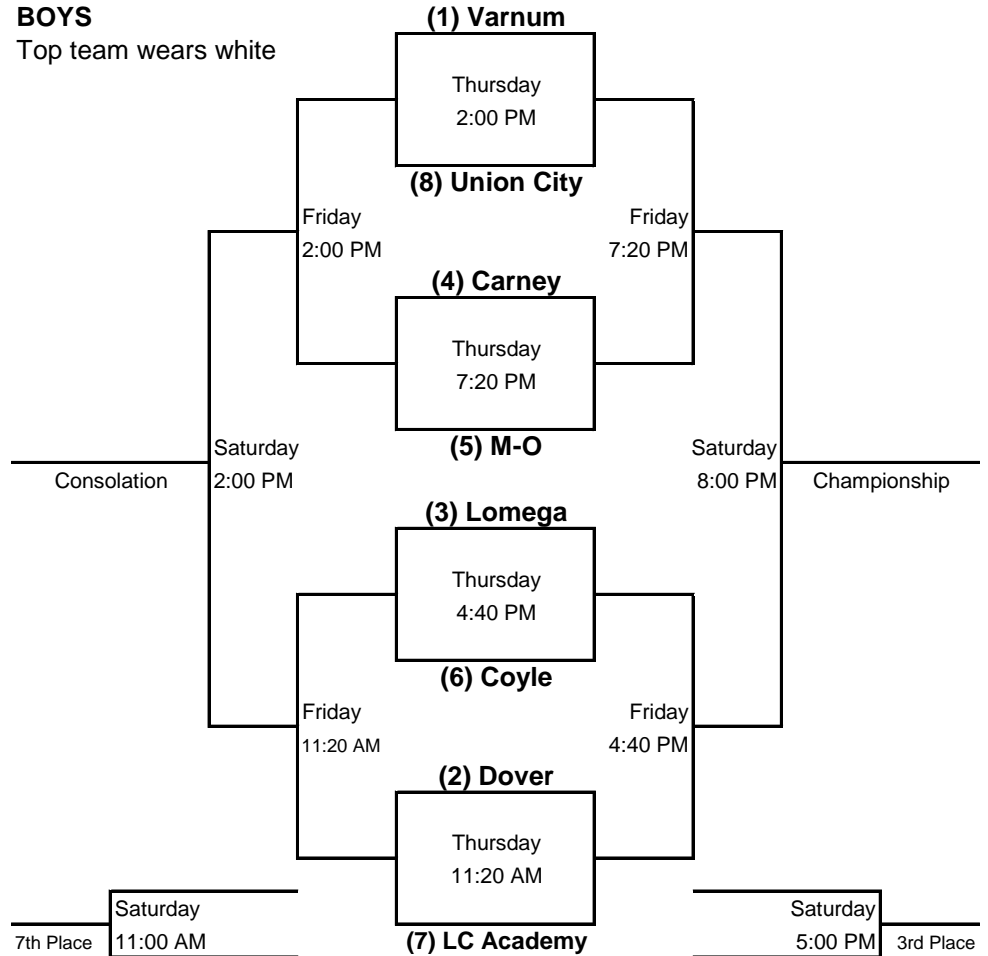 BOYS
Top team wears white
(1) Varnum
Thursday
2:00 PM
(8) Union City
Friday
2:00 PM
Friday
7:20 PM
(4) Carney
Thursday
7:20 PM
(5) M-O
Saturday
2:00 PM
Consolation
Saturday
8:00 PM
Championship
(3) Lomega
Thursday
4:40 PM
(6) Coyle
Friday
11:20 AM
Friday
4:40 PM
(2) Dover
Thursday
11:20 AM
(7) LC Academy
Saturday
11:00 AM
7th Place
Saturday
5:00 PM
3rd Place